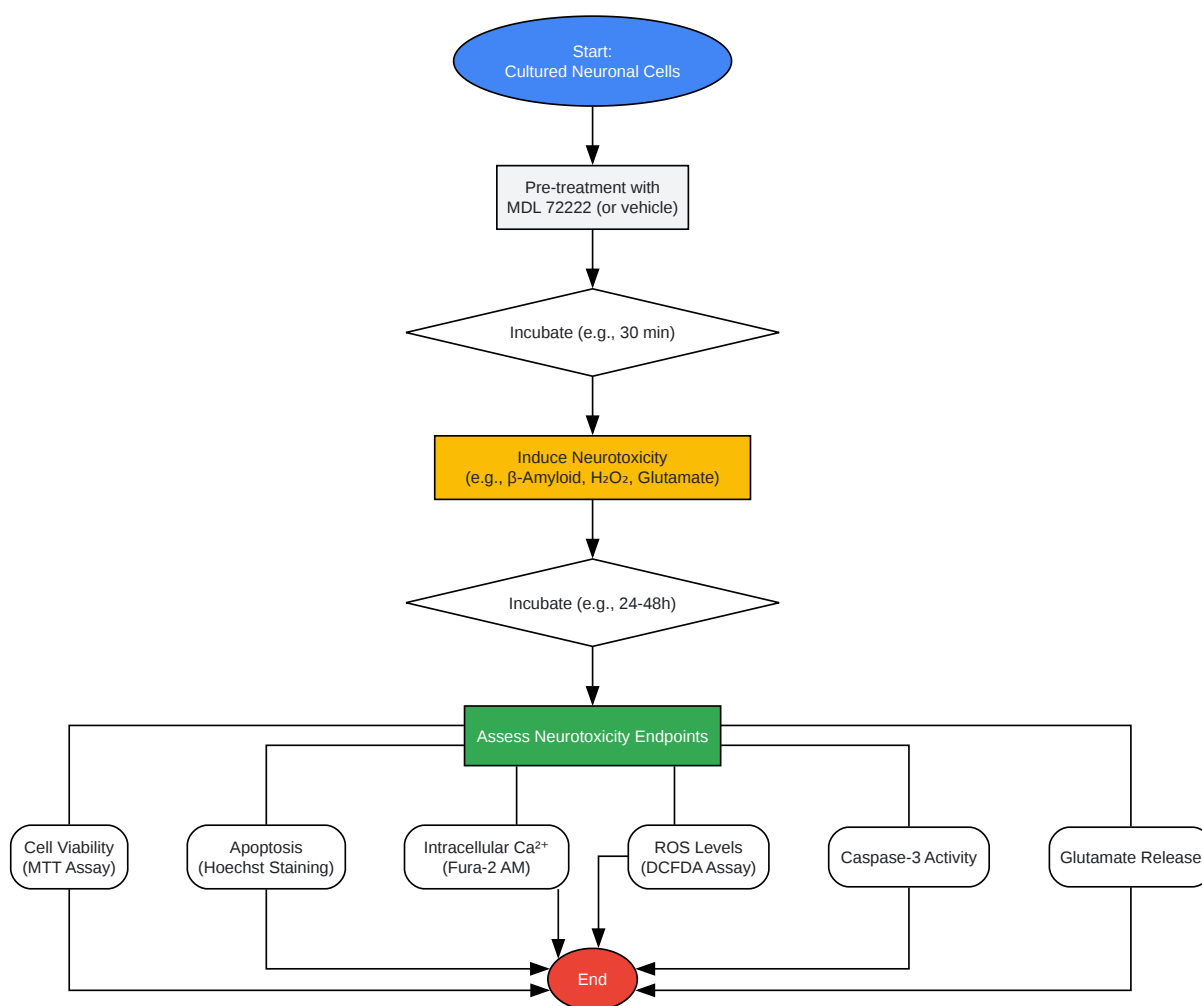 Start:
Cultured Neuronal Cells
Pre-treatment with
MDL 72222 (or vehicle)
Incubate (e.g., 30 min)
Induce Neurotoxicity
(e.g., β-Amyloid, H₂O₂, Glutamate)
Incubate (e.g., 24-48h)
Assess Neurotoxicity Endpoints
Cell Viability
(MTT Assay)
Apoptosis
(Hoechst Staining)
Intracellular Ca²⁺
(Fura-2 AM)
ROS Levels
(DCFDA Assay)
Caspase-3 Activity
Glutamate Release
End